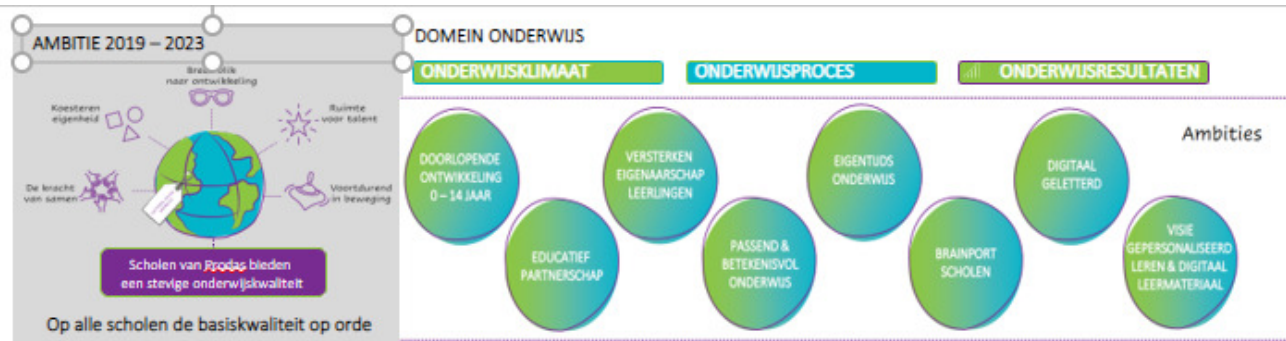 AMBITIE 2019 – 2023
naar ontwikkeling
Koesteren
eigenheid
Ruimte
voor talent
De kracht
van samen
Voortdurend
in beweging
Scholen van Prodas bieden
een stevige onderwijskwaliteit
Op alle scholen de basiskwaliteit op orde
DOMEIN ONDERWIJS
ONDERWIJSKLIMAAT
ONDERWIJSPROCES
ONDERWIJSRESULTATEN
Ambities
DOORLOPENDE
ONTWIKKELING
0 – 14 JAAR
EDUCATIEF
PARTNERSCHAP
VERSTERKEN
EIGENAARSCHAP
LEERLINGEN
PASSEND &
BETEKENISVOL
ONDERWIJS
EIGENTIJDS
ONDERWIJS
BRAINPORT
SCHOLEN
DIGITAAL
GELETTERD
VISIE
GEPERSONALISEERD
LEREN & DIGITAAL
LEERMATERIAAL